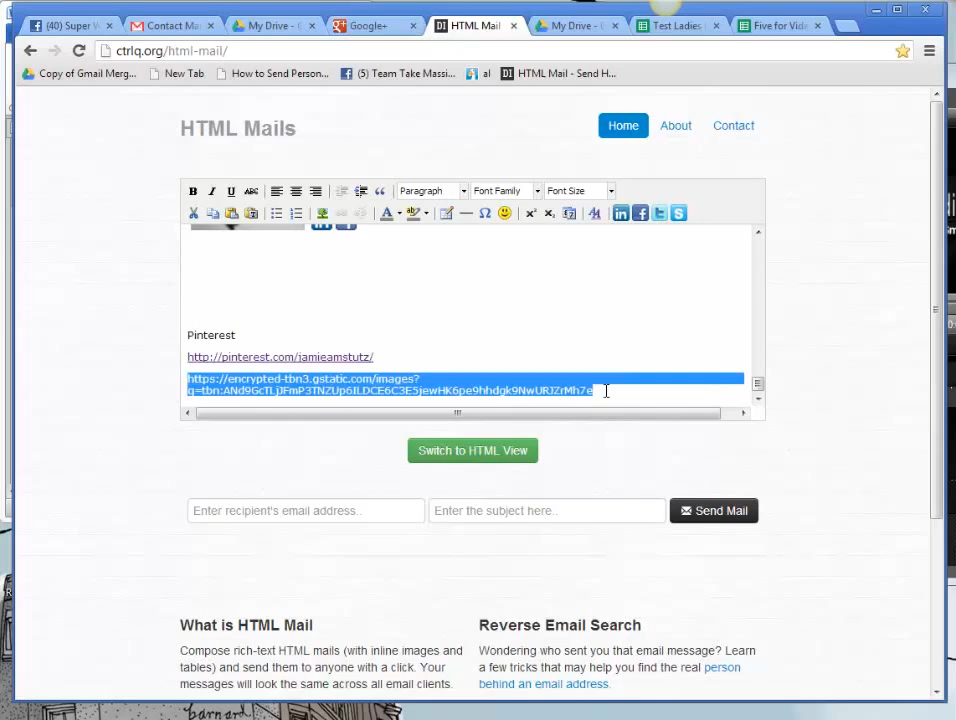 (40) Super W
Contact Ma
My Drive - G
Google+
HTML Mail
My Drive - G
Test Ladies
Five for Vide
ctrlq.org/html-mail/
Copy of Gmail Merg...
New Tab
How to Send Person...
(5) Team Take Massi...
al
DI HTML Mail - Send H...
HTML Mails
Home About Contact
B I U ABC Paragraph Font Family Font Size
Pinterest
http://pinterest.com/jamieamstutz/
https://encrypted-tbn3.gstatic.com/images?
q=tbn:ANd9GcTLjJFmP3TNZUp6ILDCE6C3E5jewHK6pe9hhdgk9NwURJZrMh7e
Switch to HTML View
Enter recipient's email address.. Enter the subject here.. Send Mail
What is HTML Mail
Compose rich-text HTML mails (with inline images and
tables) and send them to anyone with a click. Your
messages will look the same across all email clients.
Reverse Email Search
Wondering who sent you that email message? Learn
a few tricks that may help you find the real person
behind an email address.
barnard